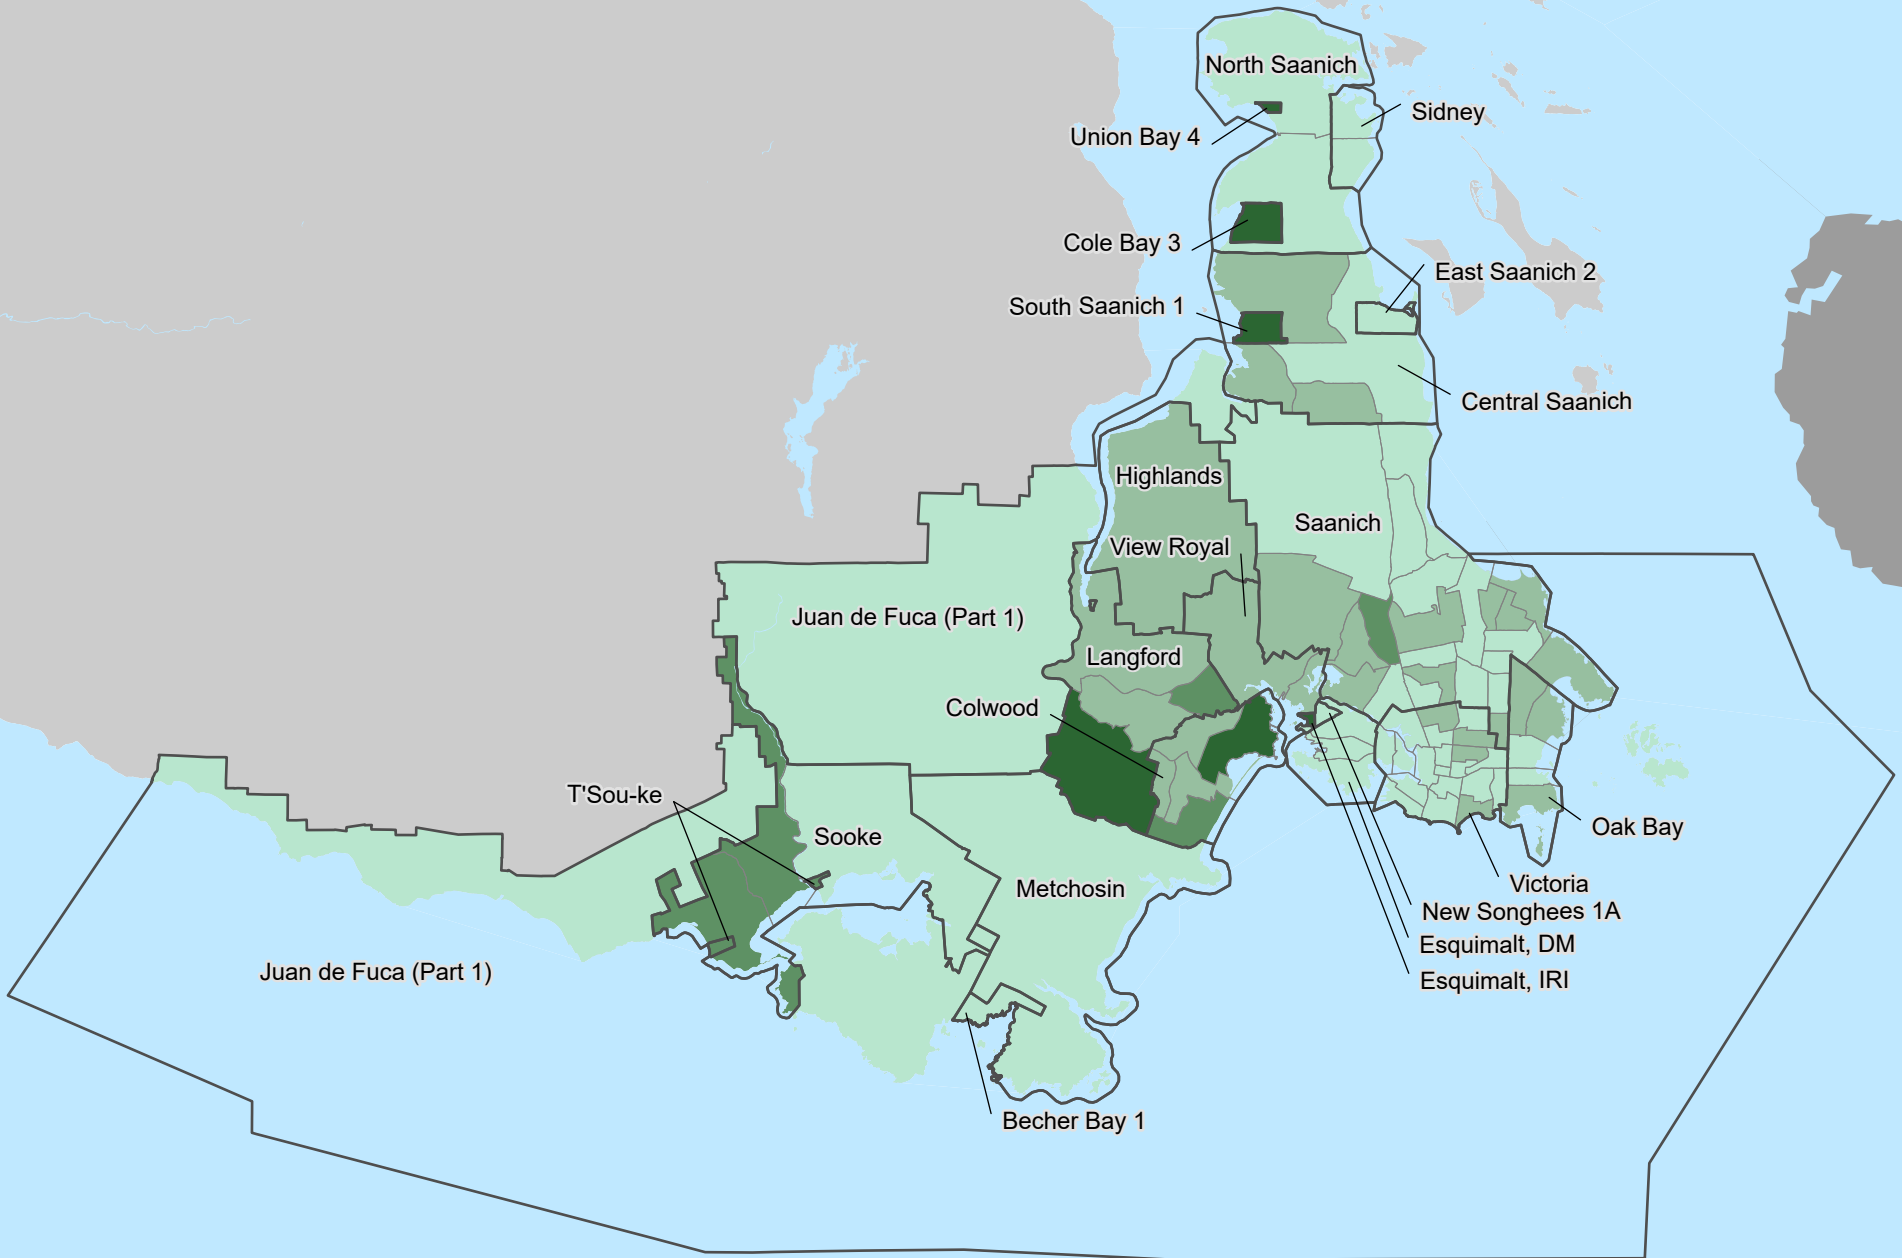 North Saanich
Sidney
Union Bay 4
Cole Bay 3
East Saanich 2
South Saanich 1
Central Saanich
Highlands
Saanich
View Royal
Juan de Fuca (Part 1)
Langford
Colwood
T'Sou-ke
Sooke
Oak Bay
Metchosin
Victoria
New Songhees 1A
Esquimalt, DM
Juan de Fuca (Part 1)
Esquimalt, IRI
Becher Bay 1